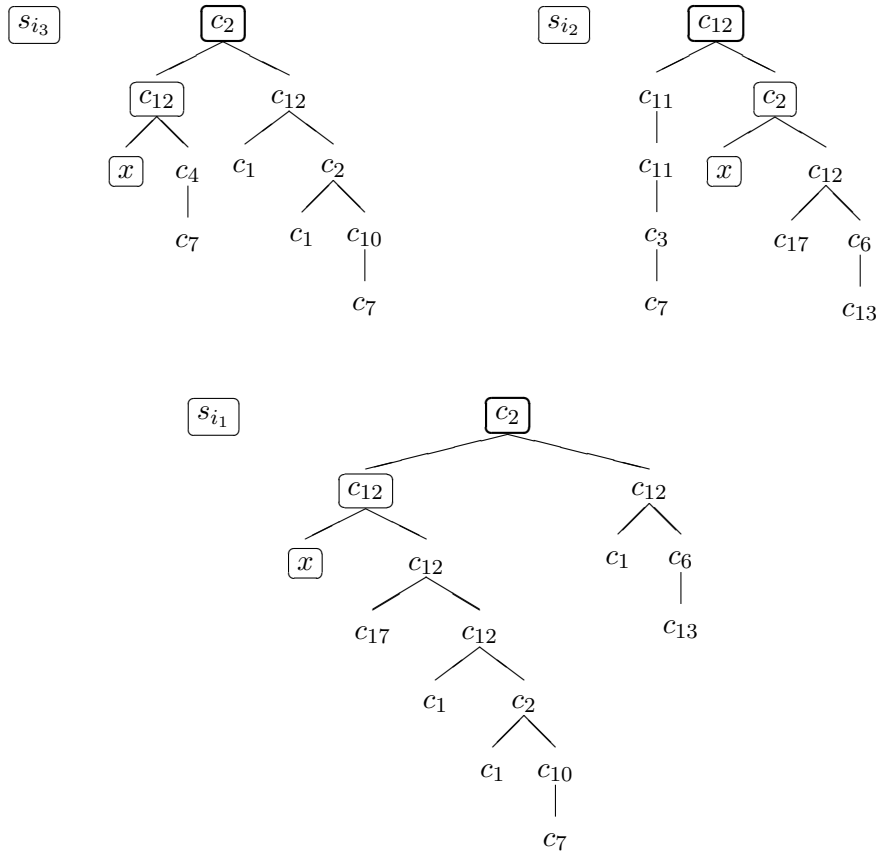 s_{i_3} c_2 s_{i_2} c_{12}
c_{12} c_{12} c_{11} c_2
x c_4 c_1 c_2 c_{11} x c_{12}
c_7 c_1 c_{10} c_3 c_{17} c_6
c_7 c_7 c_{13}
s_{i_1} c_2
c_{12} c_{12}
x c_{12} c_1 c_6
c_{17} c_{12} c_{13}
c_1 c_2
c_1 c_{10}
c_7